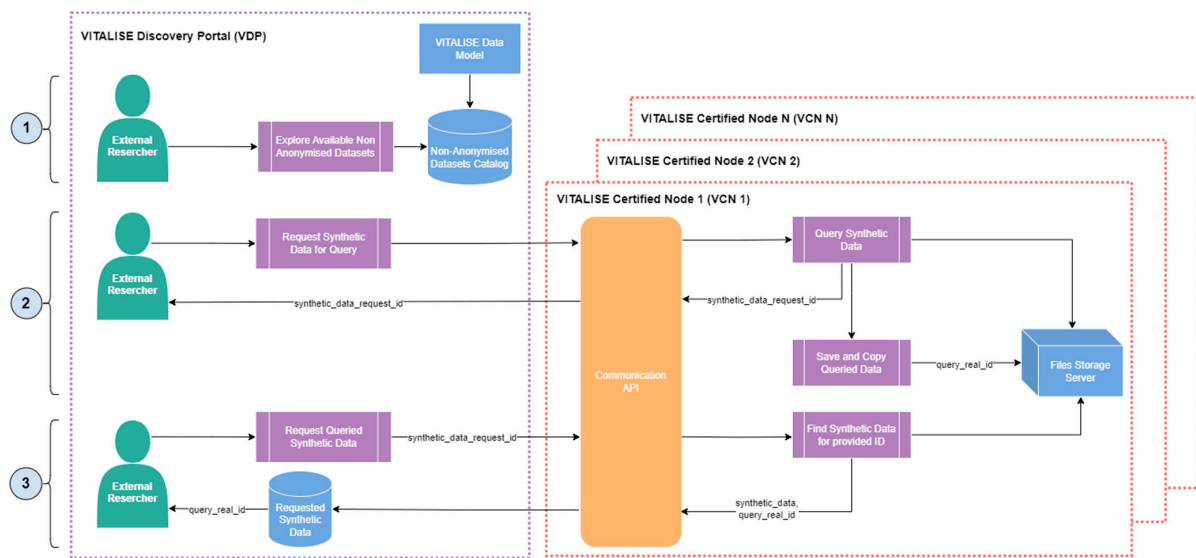 VITALISE Discovery Portal (VDP)
VITALISE Data
Model
1
External
Resercher
Explore Available Non
Anonymised Datasets
Non-Anonymised
Datasets Catalog
VITALISE Certified Node N (VCN N)
VITALISE Certified Node 2 (VCN 2)
VITALISE Certified Node 1 (VCN 1)
2
External
Resercher
Request Synthetic
Data for Query
synthetic_data_request_id
Communication
API
Query Synthetic
Data
synthetic_data_request_id
Save and Copy
Queried Data
query_real_id
Files Storage
Server
3
External
Resercher
Request Queried
Synthetic Data
synthetic_data_request_id
Find Synthetic Data
for provided ID
synthetic_data,
query_real_id
Requested
Synthetic
Data
query_real_id